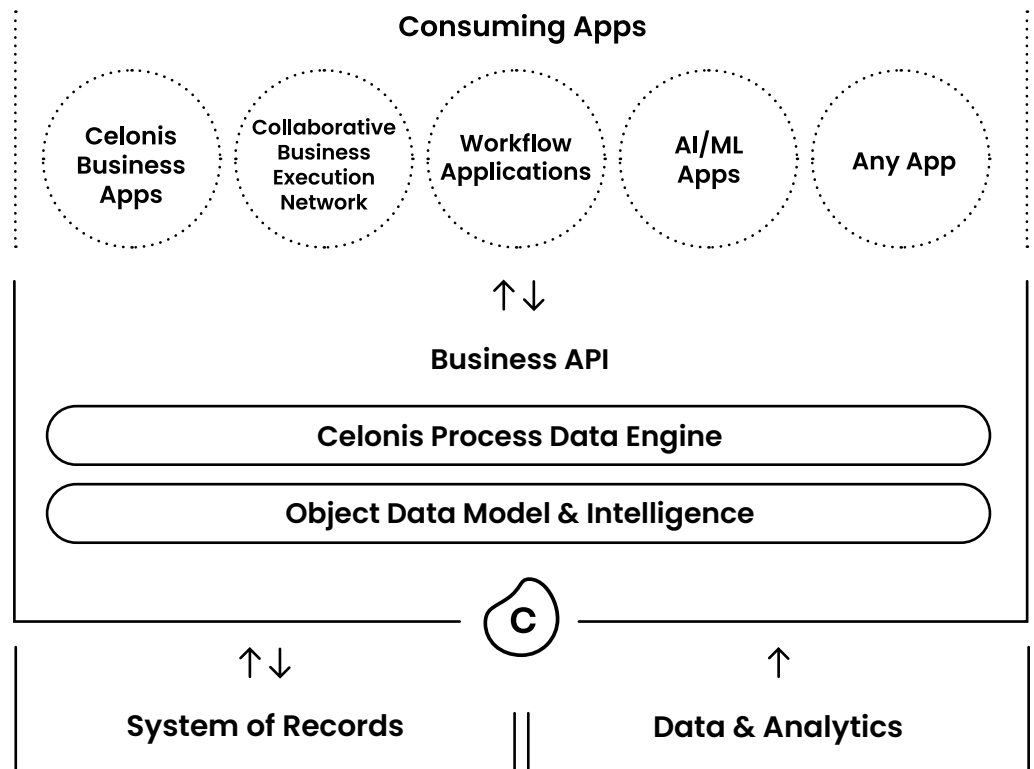 Consuming Apps
Celonis
Business
Apps
Collaborative
Business
Execution
Network
Workflow
Applications
AI/ML
Apps
Any App
↑↓
Business API
Celonis Process Data Engine
Object Data Model & Intelligence
C
↑↓
↑
System of Records
Data & Analytics